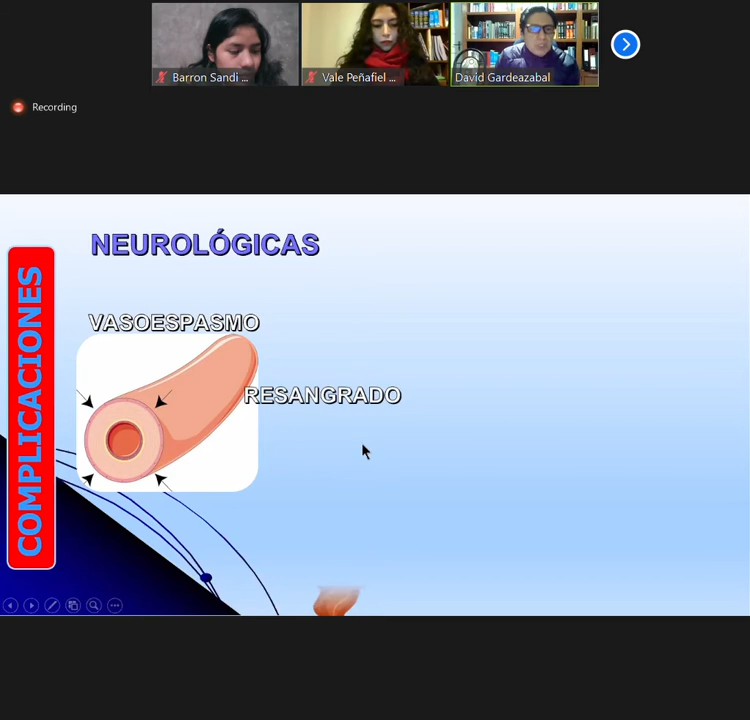 Barron Sandi ...
Vale Peñafiel ...
David Gardeazabal
Recording
NEUROLÓGICAS
COMPLICACIONES
VASOESPASMO
RESANGRADO